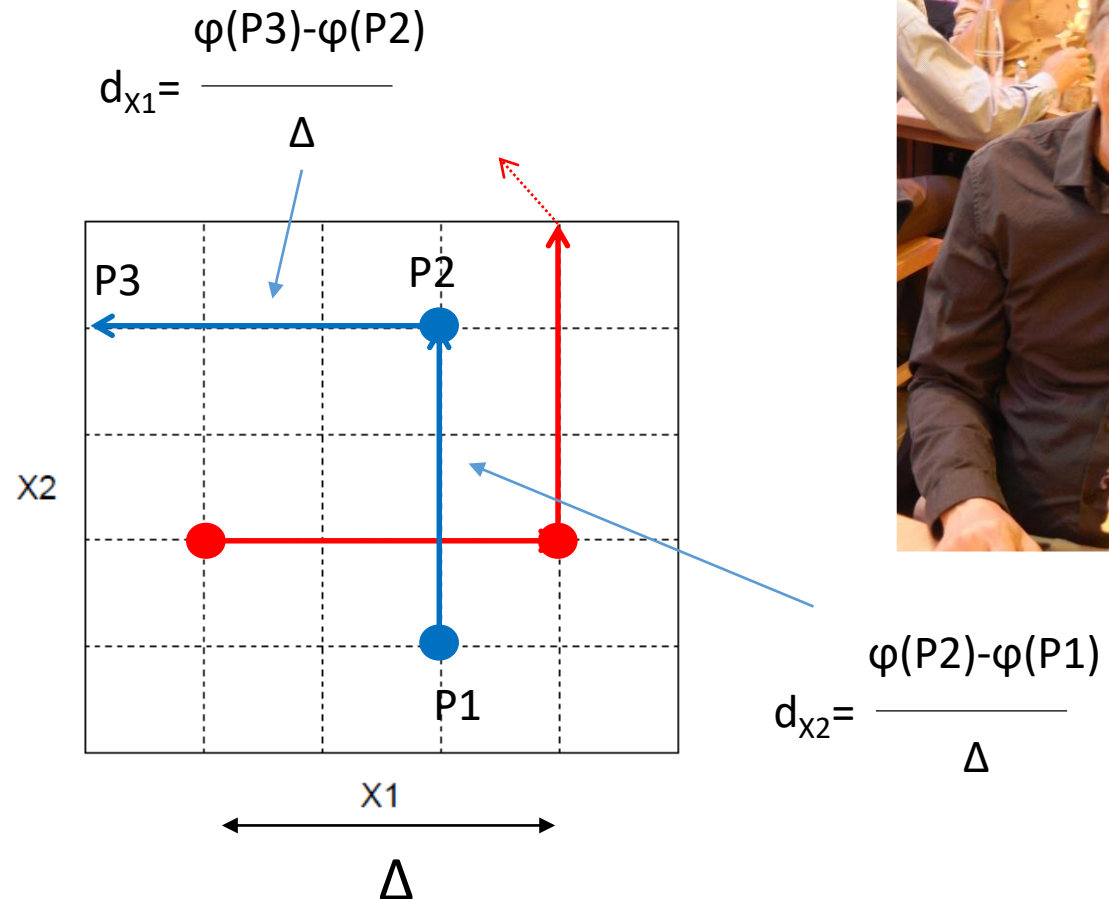 φ(P3)-φ(P2)
dX1=
Δ
P3
P2
X2
P1
φ(P2)-φ(P1)
dX2=
Δ
X1
Δ